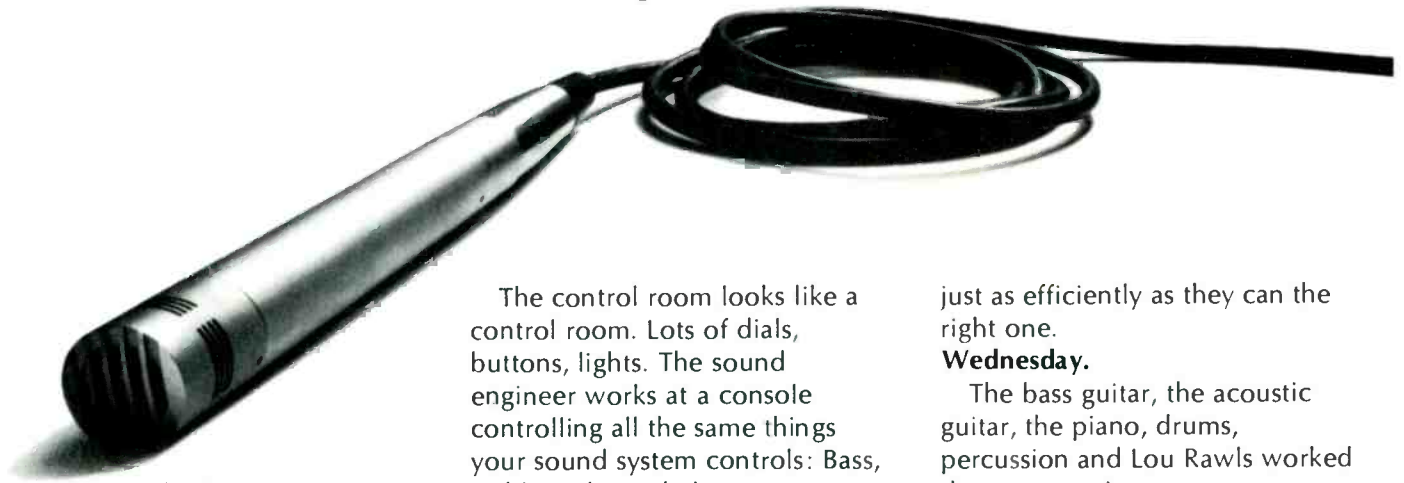 The control room looks like a
control room. Lots of dials,
buttons, lights. The sound
engineer works at a console
controlling all the same things
your sound system controls: Bass,
just as efficiently as they can the
right one.
Wednesday.
The bass guitar, the acoustic
guitar, the piano, drums,
percussion and Lou Rawls worked